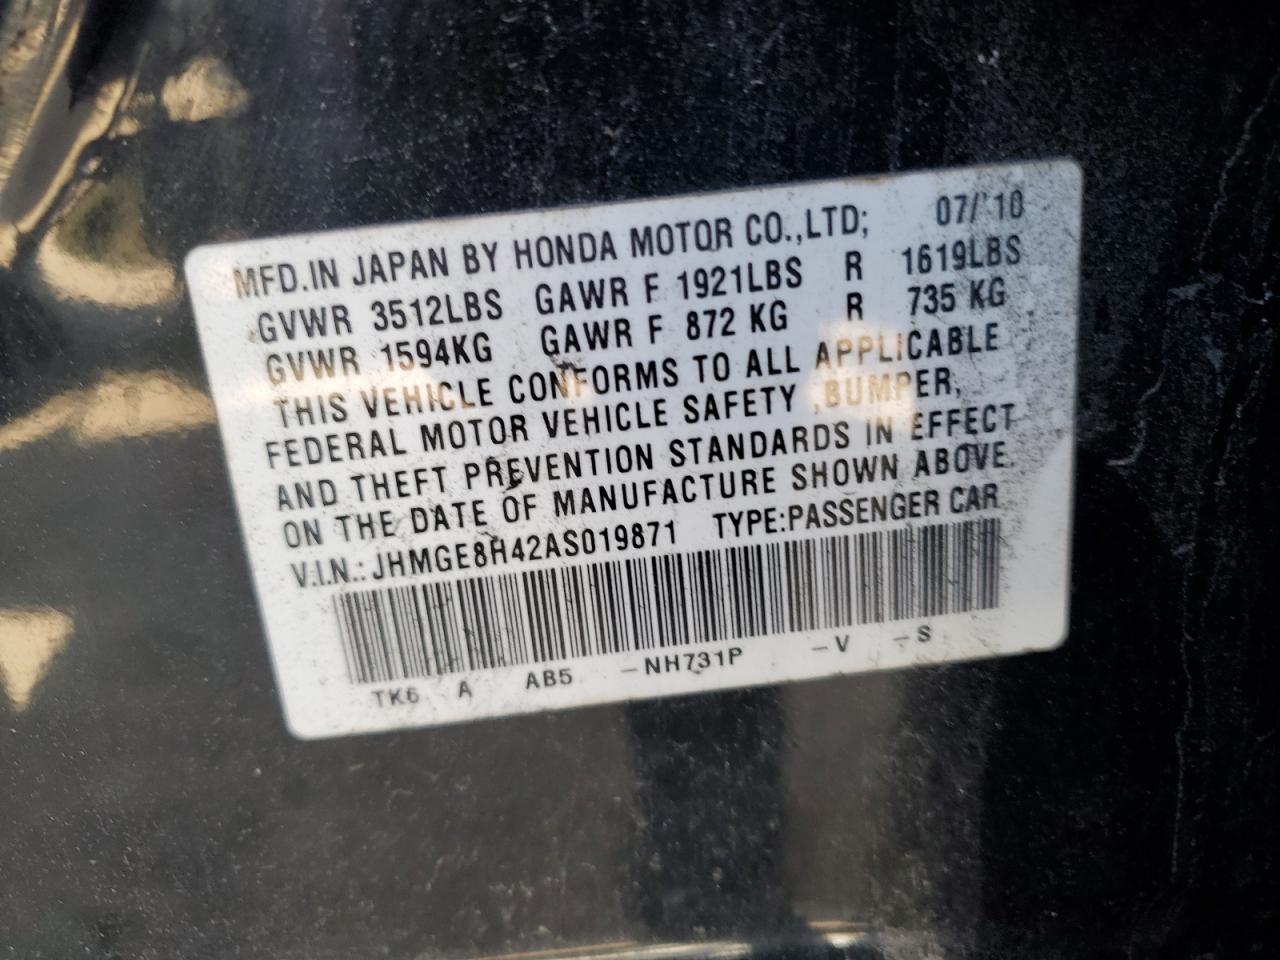 MFD.IN JAPAN BY HONDA MOTOR CO.,LTD; 07/'10
GVWR 3512LBS GAWR F 1921LBS R 1619LBS
GVWR 1594KG GAWR F 872 KG R 735 KG
THIS VEHICLE CONFORMS TO ALL APPLICABLE
FEDERAL MOTOR VEHICLE SAFETY ,BUMPER,
AND THEFT PREVENTION STANDARDS IN EFFECT
ON THE DATE OF MANUFACTURE SHOWN ABOVE.
V.I.N.: JHMGE8H42AS019871 TYPE:PASSENGER CAR
TK6 A AB5 –NH731P –V –S